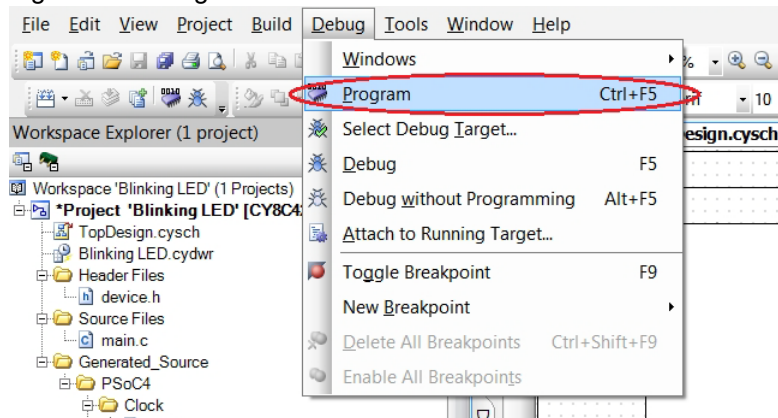 File Edit View Project Build Debug Tools Window Help
Windows
%
Program Ctrl+F5
10
Workspace Explorer (1 project)
Select Debug Target...
esign.cysch
Debug F5
Workspace 'Blinking LED' (1 Projects)
*Project 'Blinking LED' [CY8C4
Debug without Programming Alt+F5
TopDesign.cysch
Attach to Running Target...
Blinking LED.cydwr
Header Files
Toggle Breakpoint F9
device.h
New Breakpoint
Source Files
main.c
Delete All Breakpoints Ctrl+Shift+F9
Generated_Source
Enable All Breakpoints
PSoC4
Clock